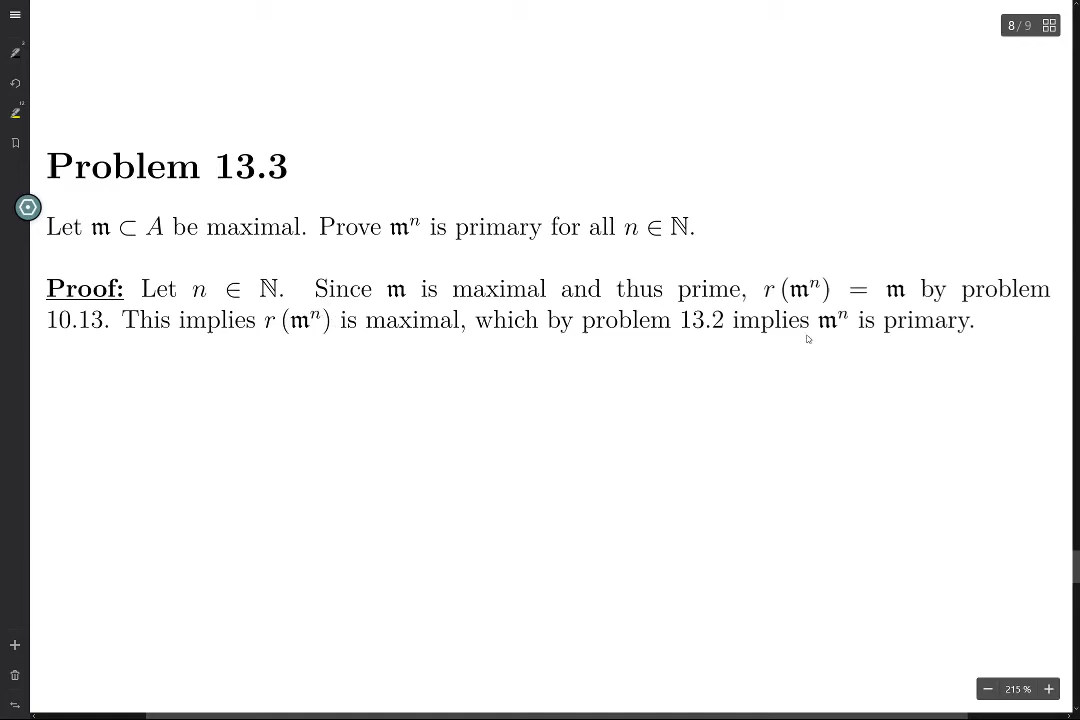 8 / 9
Problem 13.3
Let 𝔪 ⊂ A be maximal. Prove 𝔪ⁿ is primary for all n ∈ ℕ.
Proof: Let n ∈ ℕ. Since 𝔪 is maximal and thus prime, r (𝔪ⁿ) = 𝔪 by problem
10.13. This implies r (𝔪ⁿ) is maximal, which by problem 13.2 implies 𝔪ⁿ is primary.
215 %